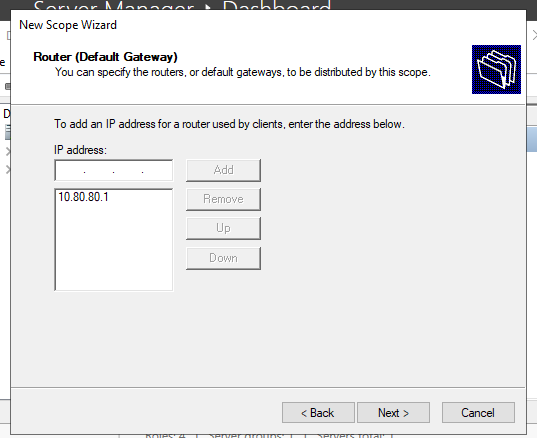 Server Manager ‣ Dashboard
New Scope Wizard
Router (Default Gateway)
You can specify the routers, or default gateways, to be distributed by this scope.
To add an IP address for a router used by clients, enter the address below.
IP address:
. . .
Add
10.80.80.1
Remove
Up
Down
< Back
Next >
Cancel
Roles: 4 | Server groups: 1 | Servers total: 1